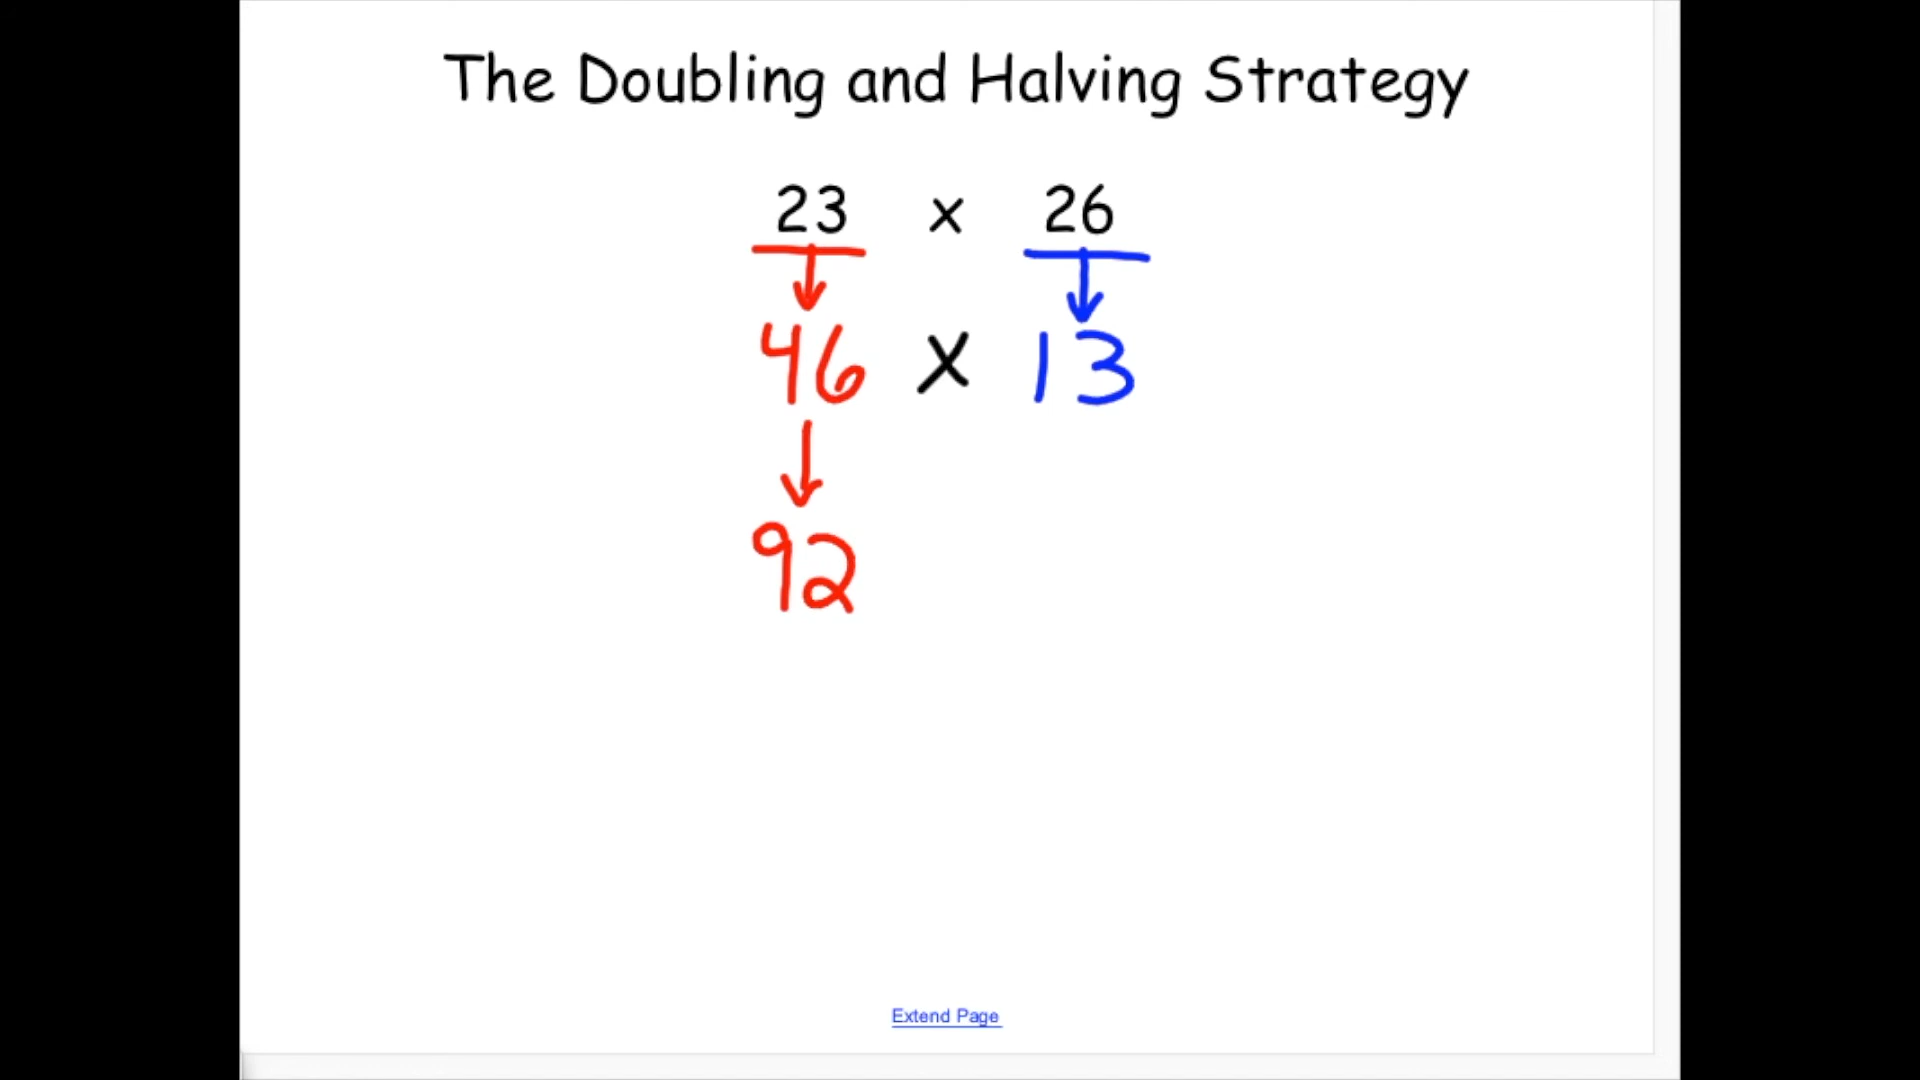 The Doubling and Halving Strategy
23 x 26
46 X 13
92
Extend Page